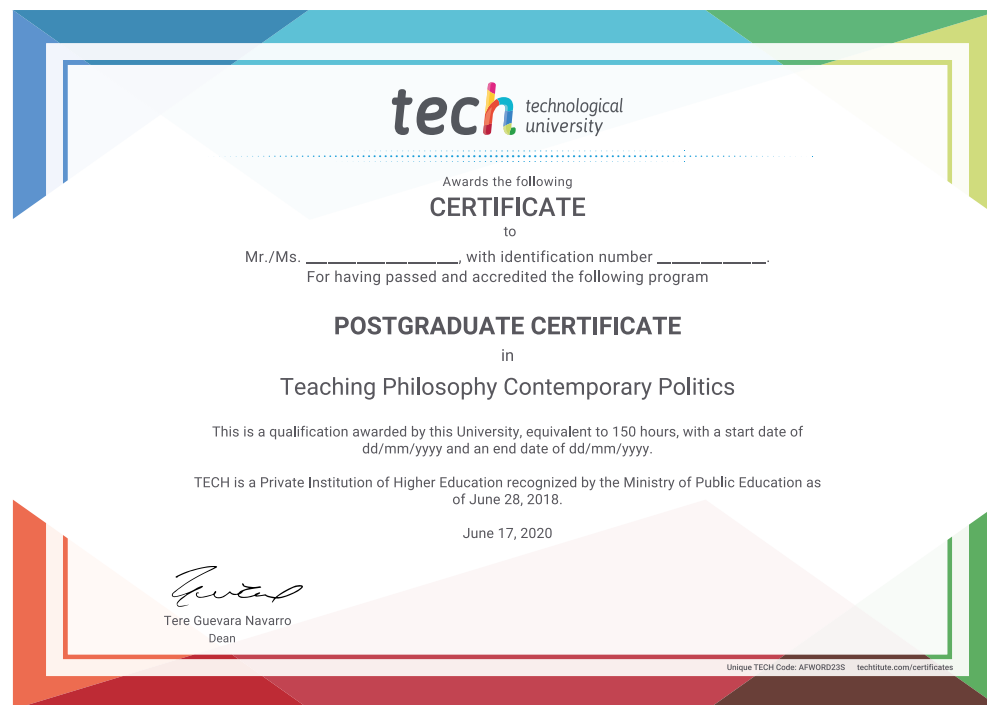 tech technological
university
Awards the following
CERTIFICATE
to
Mr./Ms. ____________________, with identification number ______________.
For having passed and accredited the following program
POSTGRADUATE CERTIFICATE
in
Teaching Philosophy Contemporary Politics
This is a qualification awarded by this University, equivalent to 150 hours, with a start date of
dd/mm/yyyy and an end date of dd/mm/yyyy.
TECH is a Private Institution of Higher Education recognized by the Ministry of Public Education as
of June 28, 2018.
June 17, 2020
Tere Guevara Navarro
Dean
Unique TECH Code: AFWORD23S techtitute.com/certificates